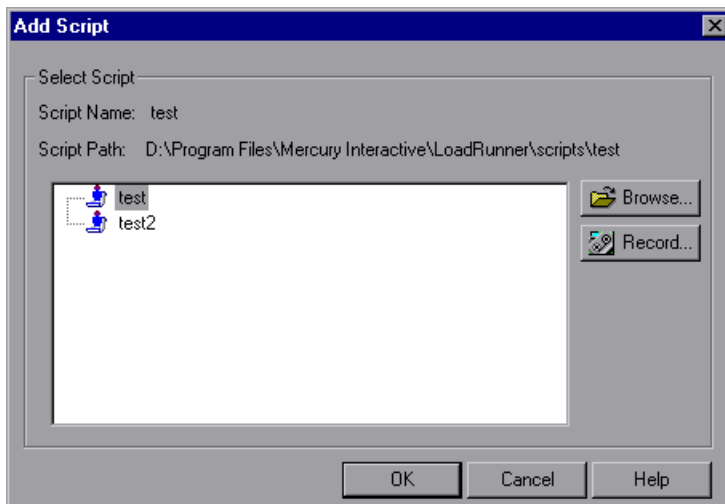 Add Script
Select Script
Script Name: test
Script Path: D:\Program Files\Mercury Interactive\LoadRunner\scripts\test
test
test2
Browse...
Record...
OK
Cancel
Help